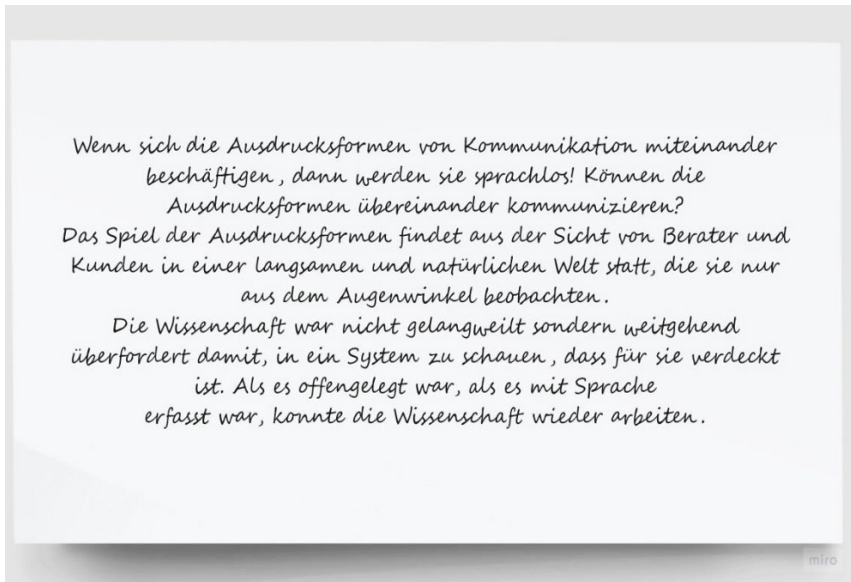 Wenn sich die Ausdrucksformen von Kommunikation miteinander
beschäftigen, dann werden sie sprachlos! Können die
Ausdrucksformen übereinander kommunizieren?
Das Spiel der Ausdrucksformen findet aus der Sicht von Berater und
Kunden in einer langsamen und natürlichen Welt statt, die sie nur
aus dem Augenwinkel beobachten.
Die Wissenschaft war nicht gelangweilt sondern weitgehend
überfordert damit, in ein System zu schauen, dass für sie verdeckt
ist. Als es offengelegt war, als es mit Sprache
erfasst war, konnte die Wissenschaft wieder arbeiten.
miro